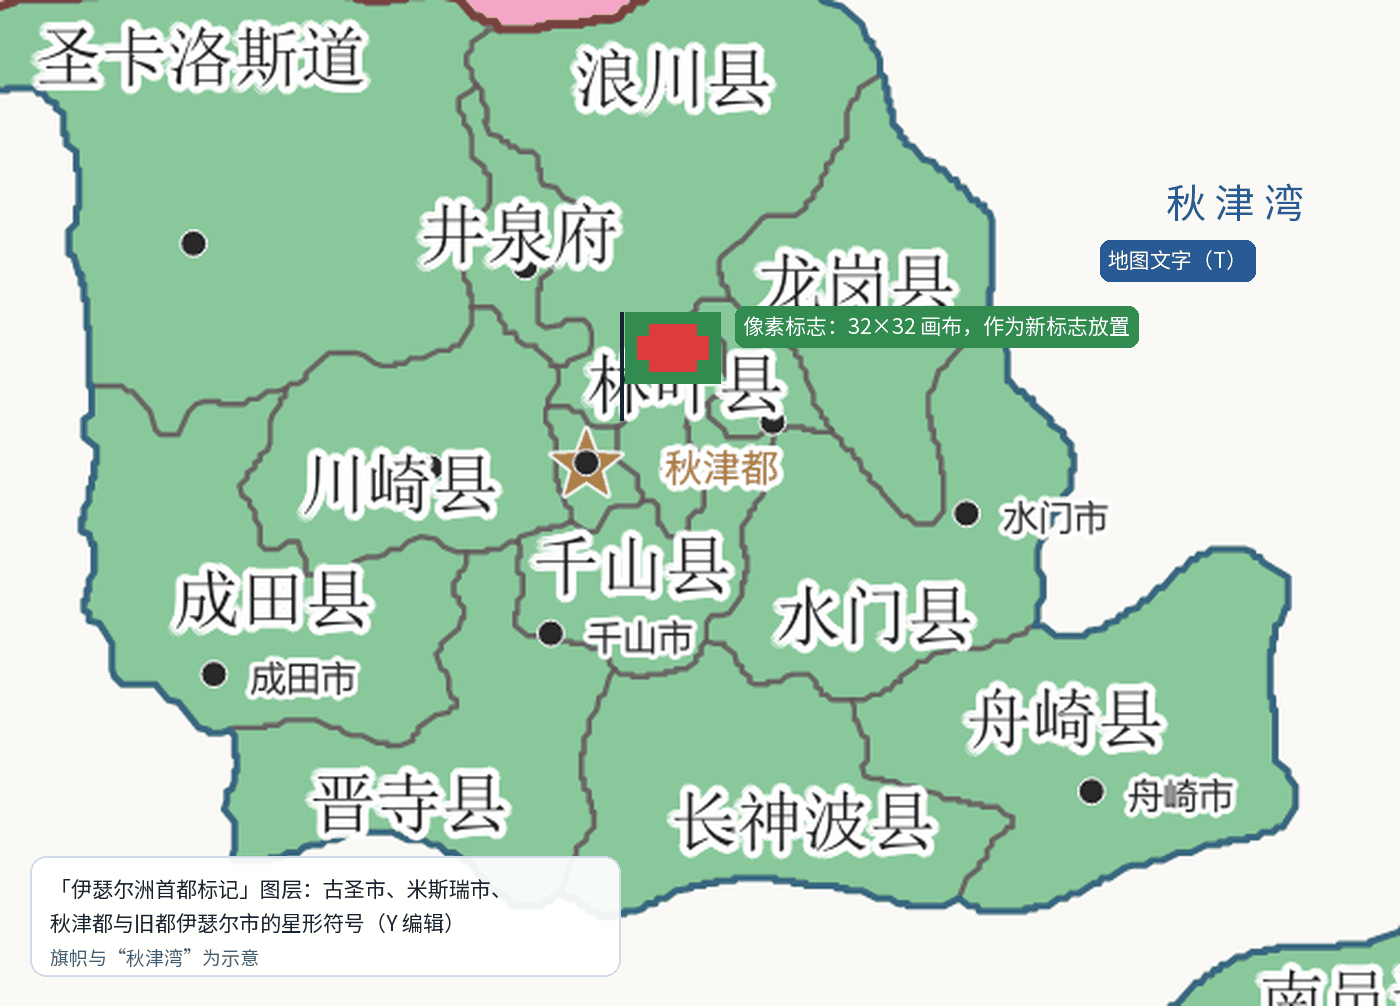 圣卡洛斯道
浪川县
秋津湾
井泉府
地图文字（T）
龙岗县
像素标志：32×32 画布，作为新标志放置
林叶县
秋津都
川崎县
水门市
千山县
成田县
水门县
千山市
成田市
舟崎县
晋寺县
舟崎市
长神波县
「伊瑟尔洲首都标记」图层：古圣市、米斯瑞市、
秋津都与旧都伊瑟尔市的星形符号（Y 编辑）
旗帜与“秋津湾”为示意
南邑